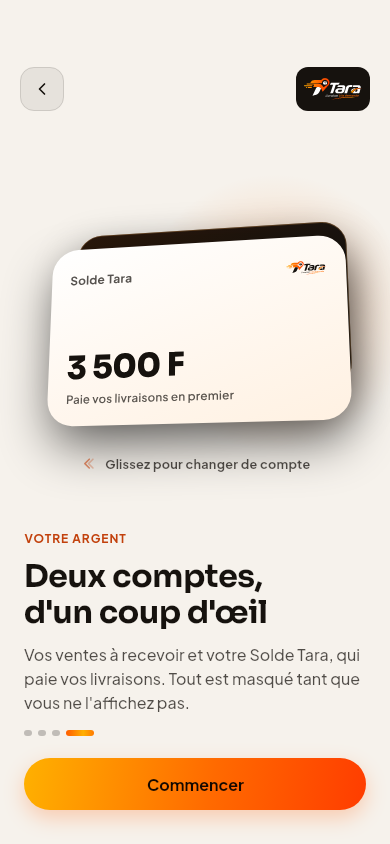 Tara
Solde Tara
Tara
3 500 F
Paie vos livraisons en premier
Glissez pour changer de compte
VOTRE ARGENT
Deux comptes,
d'un coup d'œil
Vos ventes à recevoir et votre Solde Tara, qui
paie vos livraisons. Tout est masqué tant que
vous ne l'affichez pas.
Commencer